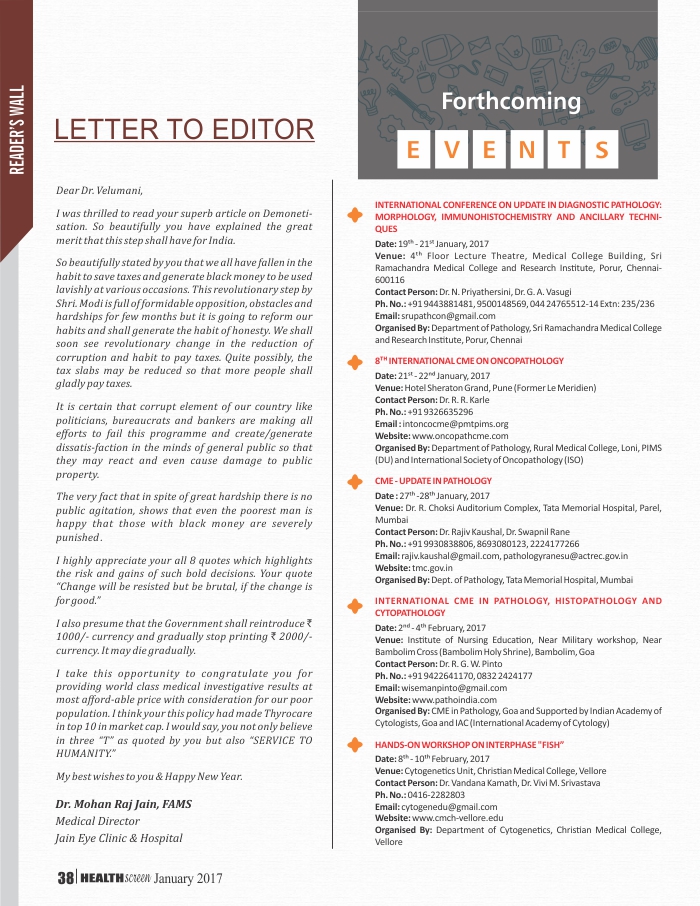 READER'S WALL
LETTER TO EDITOR
Dear Dr. Velumani,
I was thrilled to read your superb article on Demoneti-
sation. So beautifully you have explained the great
merit that this step shall have for India.
So beautifully stated by you that we all have fallen in the
habit to save taxes and generate black money to be used
lavishly at various occasions. This revolutionary step by
Shri. Modi is full of formidable opposition, obstacles and
hardships for few months but it is going to reform our
habits and shall generate the habit of honesty. We shall
soon see revolutionary change in the reduction of
corruption and habit to pay taxes. Quite possibly, the
tax slabs may be reduced so that more people shall
gladly pay taxes.
It is certain that corrupt element of our country like
politicians, bureaucrats and bankers are making all
efforts to fail this programme and create/generate
dissatis-faction in the minds of general public so that
they may react and even cause damage to public
property.
The very fact that in spite of great hardship there is no
public agitation, shows that even the poorest man is
happy that those with black money are severely
punished.
I highly appreciate your all 8 quotes which highlights
the risk and gains of such bold decisions. Your quote
“Change will be resisted but be brutal, if the change is
for good.”
I also presume that the Government shall reintroduce ₹
1000/- currency and gradually stop printing ₹ 2000/-
currency. It may die gradually.
I take this opportunity to congratulate you for
providing world class medical investigative results at
most afford-able price with consideration for our poor
population. I think your this policy had made Thyrocare
in top 10 in market cap. I would say, you not only believe
in three “T” as quoted by you but also “SERVICE TO
HUMANITY.”
My best wishes to you & Happy New Year.
Dr. Mohan Raj Jain, FAMS
Medical Director
Jain Eye Clinic & Hospital
Forthcoming
EVENTS
INTERNATIONAL CONFERENCE ON UPDATE IN DIAGNOSTIC PATHOLOGY:
MORPHOLOGY, IMMUNOHISTOCHEMISTRY AND ANCILLARY TECHNI-
QUES
Date: 19th - 21st January, 2017
Venue: 4th Floor Lecture Theatre, Medical College Building, Sri
Ramachandra Medical College and Research Institute, Porur, Chennai-
600116
Contact Person: Dr. N. Priyathersini, Dr. G. A. Vasugi
Ph. No.: +91 9443881481, 9500148569, 044 24765512-14 Extn: 235/236
Email: srupathcon@gmail.com
Organised By: Department of Pathology, Sri Ramachandra Medical College
and Research Institute, Porur, Chennai
8TH INTERNATIONAL CME ON ONCOPATHOLOGY
Date: 21st - 22nd January, 2017
Venue: Hotel Sheraton Grand, Pune (Former Le Meridien)
Contact Person: Dr. R. R. Karle
Ph. No.: +91 9326635296
Email : intoncocme@pmtpims.org
Website: www.oncopathcme.com
Organised By: Department of Pathology, Rural Medical College, Loni, PIMS
(DU) and International Society of Oncopathology (ISO)
CME - UPDATE IN PATHOLOGY
Date : 27th -28th January, 2017
Venue: Dr. R. Choksi Auditorium Complex, Tata Memorial Hospital, Parel,
Mumbai
Contact Person: Dr. Rajiv Kaushal, Dr. Swapnil Rane
Ph. No.: +91 9930838806, 8693080123, 2224177266
Email: rajiv.kaushal@gmail.com, pathologyranesu@actrec.gov.in
Website: tmc.gov.in
Organised By: Dept. of Pathology, Tata Memorial Hospital, Mumbai
INTERNATIONAL CME IN PATHOLOGY, HISTOPATHOLOGY AND
CYTOPATHOLOGY
Date: 2nd - 4th February, 2017
Venue: Institute of Nursing Education, Near Military workshop, Near
Bambolim Cross (Bambolim Holy Shrine), Bambolim, Goa
Contact Person: Dr. R. G. W. Pinto
Ph. No.: +91 9422641170, 0832 2424177
Email: wisemanpinto@gmail.com
Website: www.pathoindia.com
Organised By: CME in Pathology, Goa and Supported by Indian Academy of
Cytologists, Goa and IAC (International Academy of Cytology)
HANDS-ON WORKSHOP ON INTERPHASE "FISH"
Date: 8th - 10th February, 2017
Venue: Cytogenetics Unit, Christian Medical College, Vellore
Contact Person: Dr. Vandana Kamath, Dr. Vivi M. Srivastava
Ph. No.: 0416-2282803
Email: cytogenedu@gmail.com
Website: www.cmch-vellore.edu
Organised By: Department of Cytogenetics, Christian Medical College,
Vellore
38 HEALTHscreen January 2017